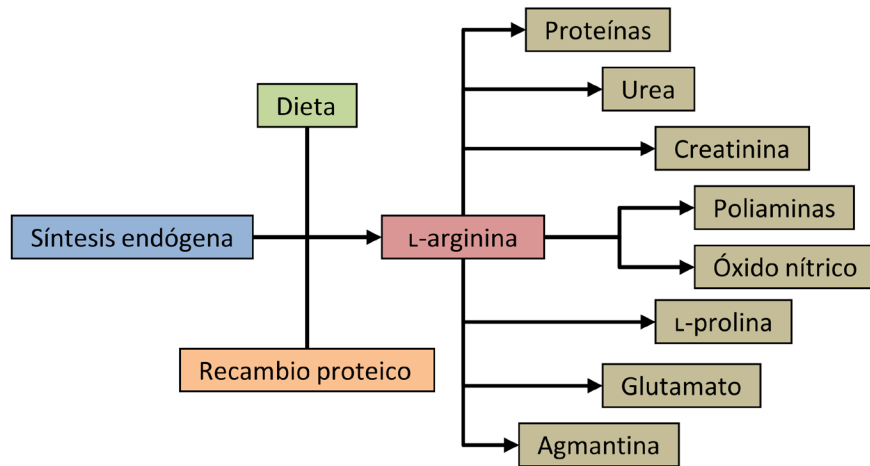 Proteínas
Urea
Dieta
Creatinina
Poliaminas
Síntesis endógena
ʟ-arginina
Óxido nítrico
ʟ-prolina
Recambio proteico
Glutamato
Agmantina